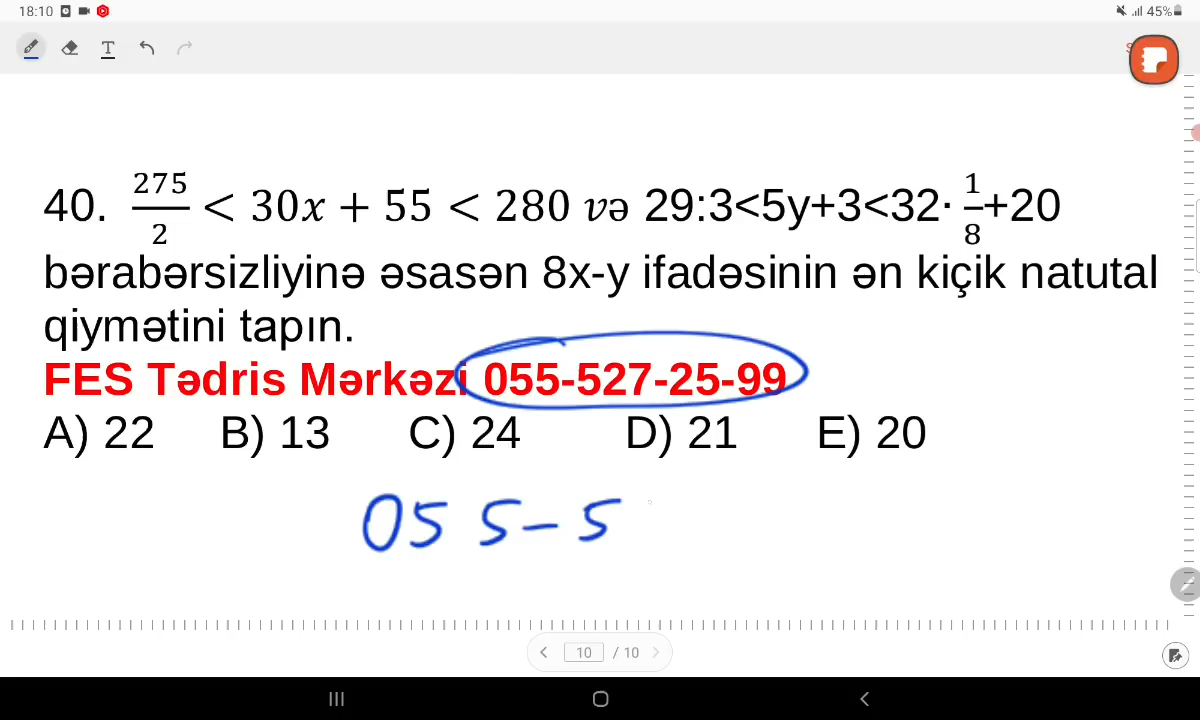 18:10 45%
T
40. 275/2 < 30x + 55 < 280 və 29:3<5y+3<32· 1/8+20
bərabərsizliyinə əsasən 8x-y ifadəsinin ən kiçik natutal
qiymətini tapın.
FES Tədris Mərkəzi 055-527-25-99
A) 22 B) 13 C) 24 D) 21 E) 20
055-5
10 / 10